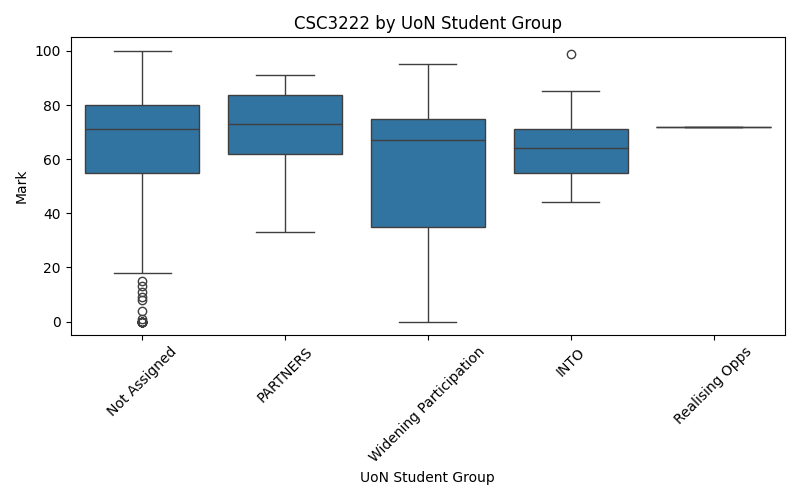 CSC3222 by UoN Student Group
Mark
100
80
60
40
20
0
Not Assigned
PARTNERS
Widening Participation
INTO
Realising Opps
UoN Student Group